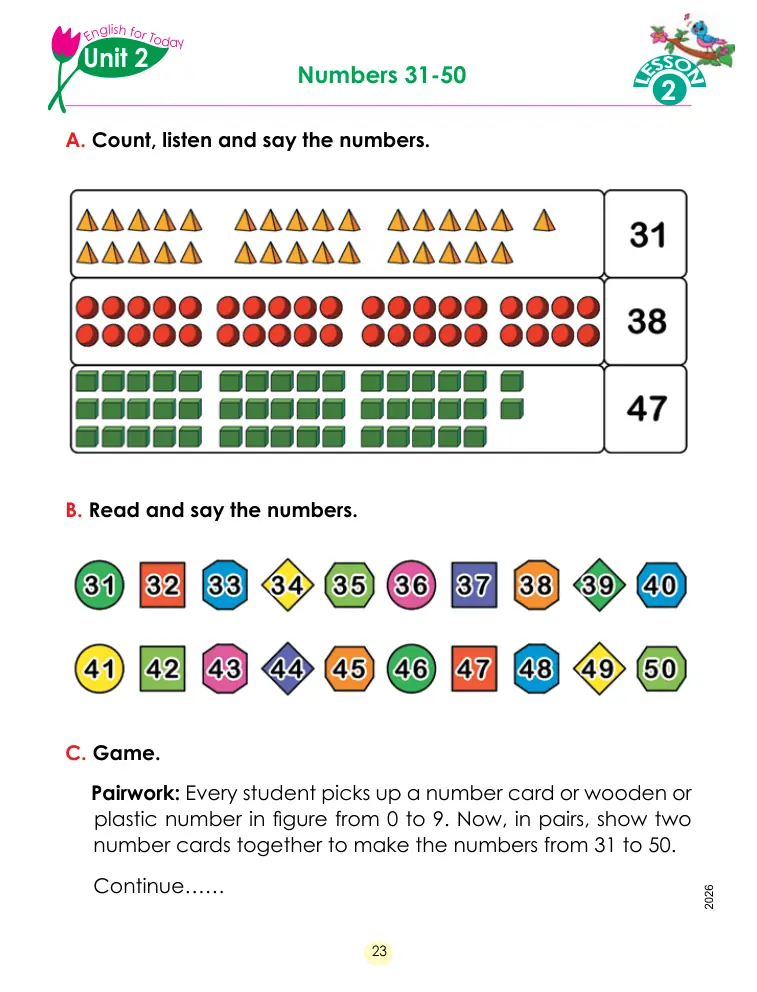 English for Today
Unit 2
Numbers 31-50
LESSON
2
A. Count, listen and say the numbers.
31
38
47
B. Read and say the numbers.
31 32 33 34 35 36 37 38 39 40
41 42 43 44 45 46 47 48 49 50
C. Game.
Pairwork: Every student picks up a number card or wooden or
plastic number in figure from 0 to 9. Now, in pairs, show two
number cards together to make the numbers from 31 to 50.
Continue......
2026
23